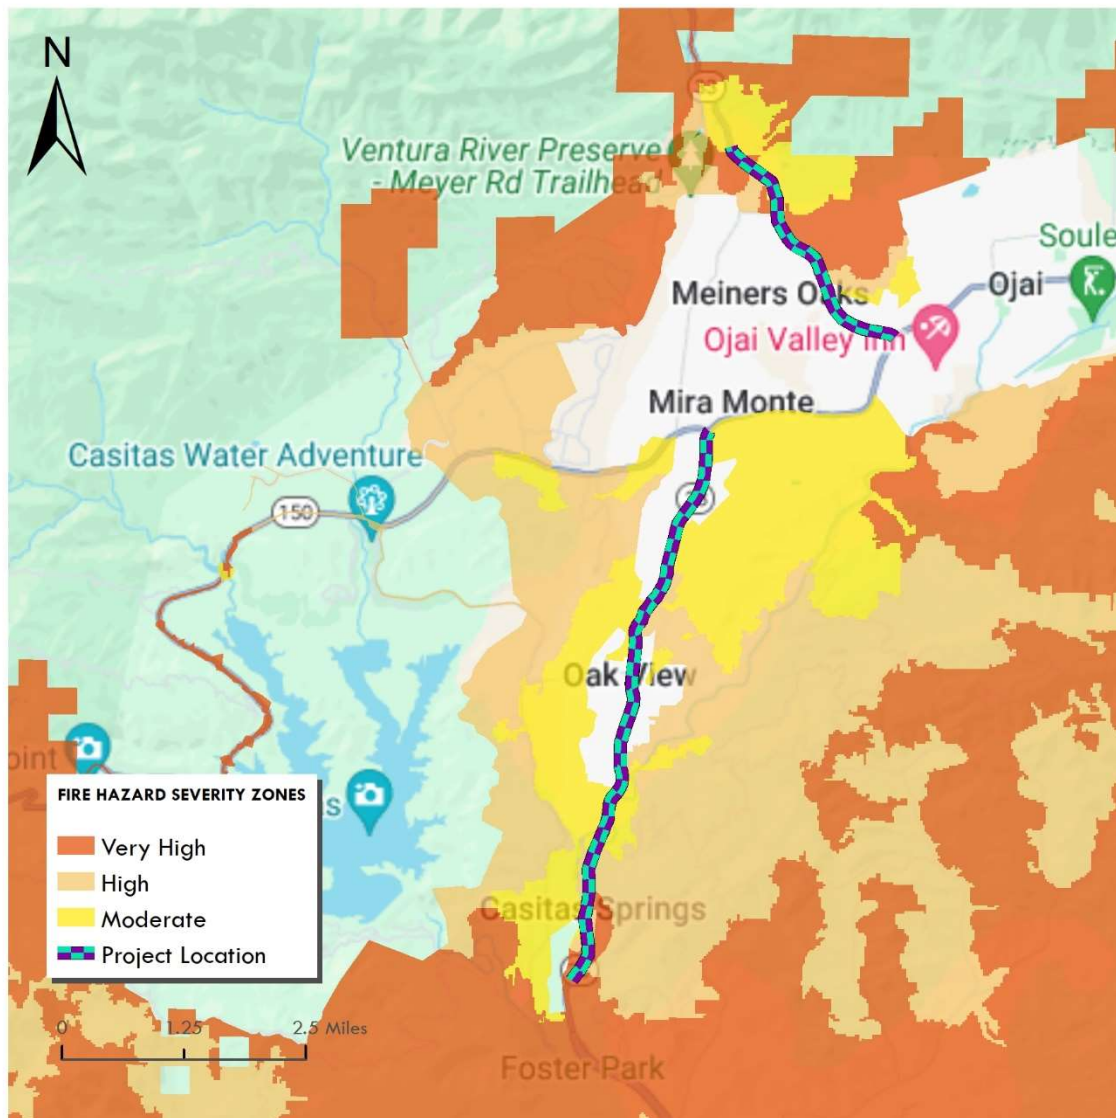 N
Ventura River Preserve
- Meyer Rd Trailhead
Soule
Ojai
Meiners Oaks
Ojai Valley Inn
Mira Monte
Casitas Water Adventure
150
Oak View
oint
FIRE HAZARD SEVERITY ZONES
Very High
High
Moderate
Project Location
Casitas Springs
0 1.25 2.5 Miles
Foster Park